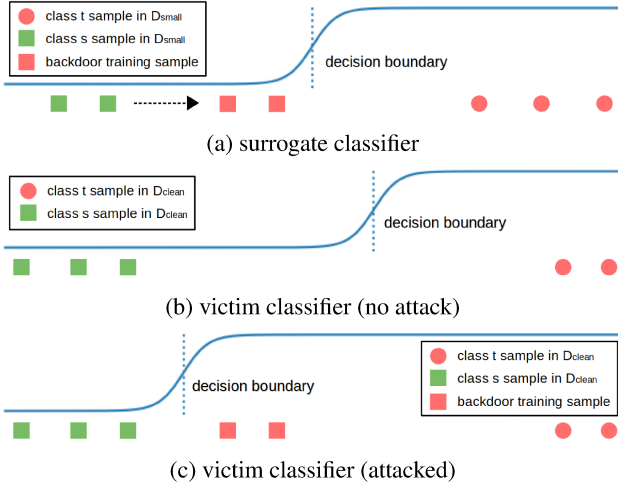 class t sample in Dsmall
class s sample in Dsmall
backdoor training sample
decision boundary
(a) surrogate classifier
class t sample in Dclean
class s sample in Dclean
decision boundary
(b) victim classifier (no attack)
decision boundary
class t sample in Dclean
class s sample in Dclean
backdoor training sample
(c) victim classifier (attacked)